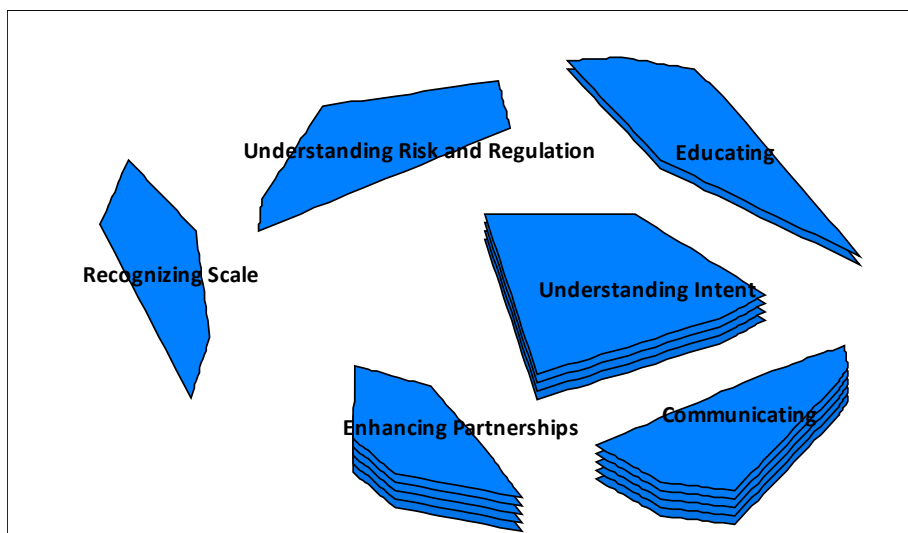 Understanding Risk and Regulation
Educating
Recognizing Scale
Understanding Intent
Enhancing Partnerships
Communicating